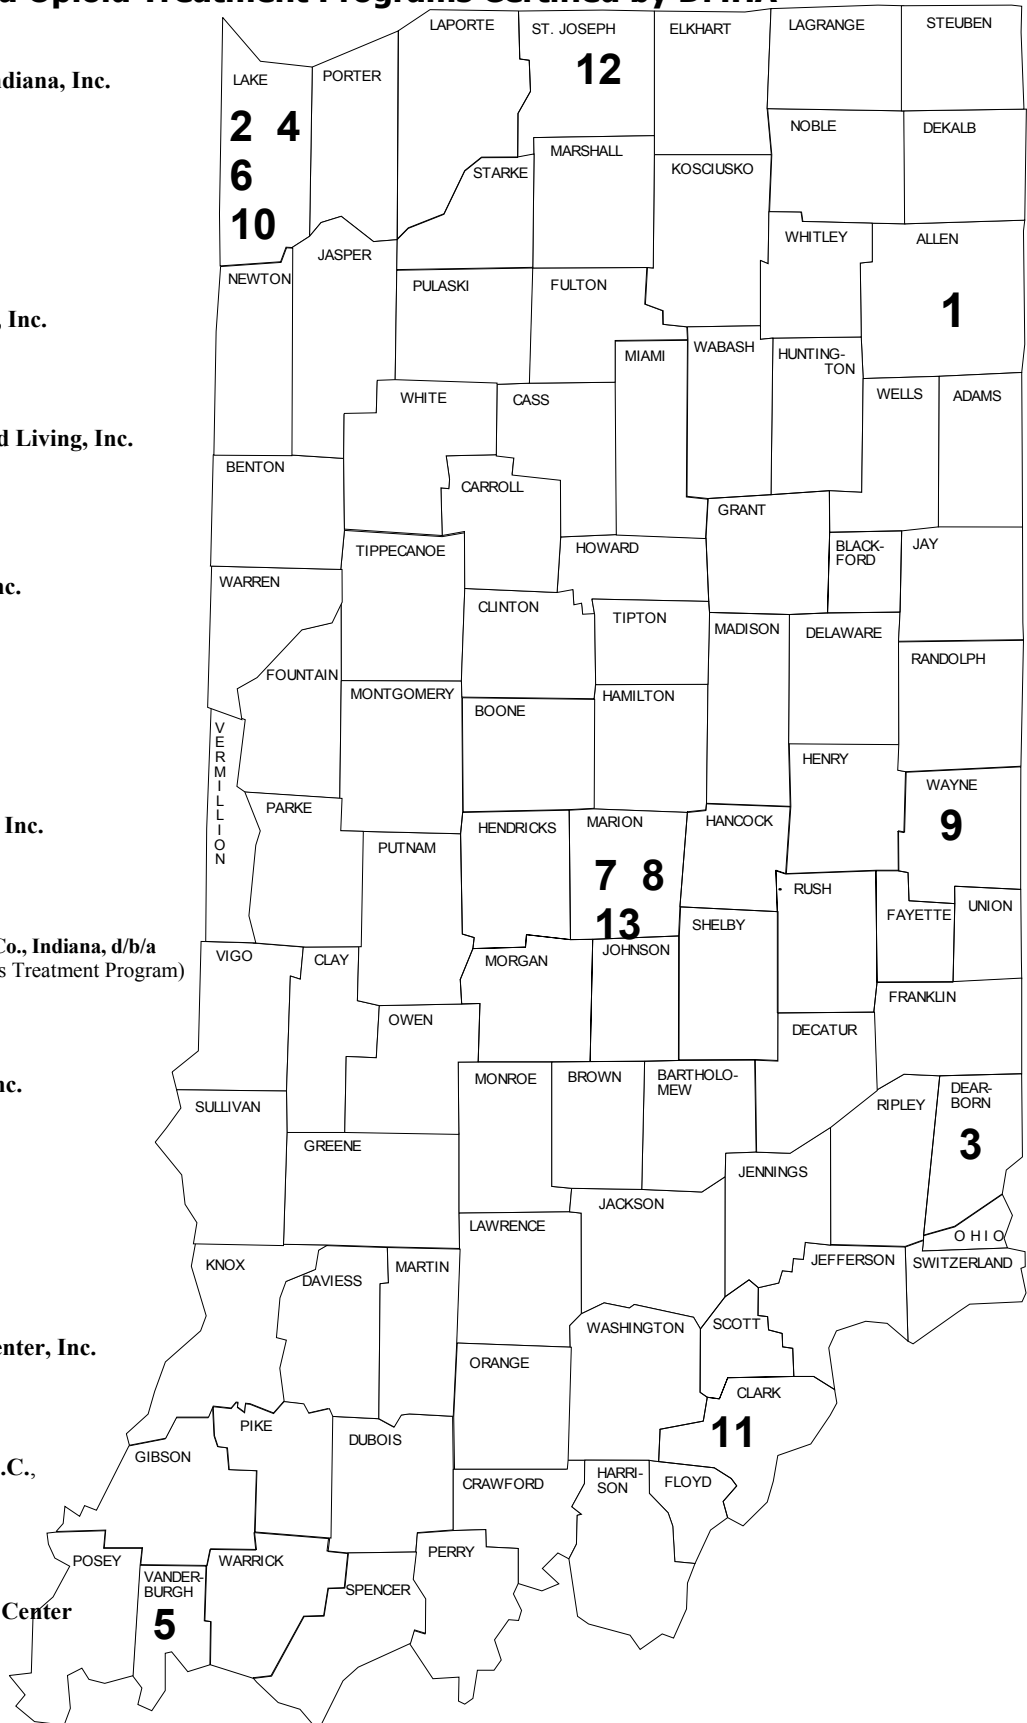 Opioid Treatment Programs Certified by DMHA
LAPORTE
ST. JOSEPH
ELKHART
LAGRANGE
STEUBEN
12
ndiana, Inc.
LAKE
PORTER
2 4
6
10
NOBLE
DEKALB
MARSHALL
STARKE
KOSCIUSKO
WHITLEY
ALLEN
JASPER
NEWTON
PULASKI
FULTON
1
, Inc.
MIAMI
WABASH
HUNTING-
TON
WHITE
CASS
WELLS
ADAMS
d Living, Inc.
BENTON
CARROLL
GRANT
TIPPECANOE
HOWARD
BLACK-
FORD
JAY
nc.
WARREN
CLINTON
TIPTON
MADISON
DELAWARE
RANDOLPH
FOUNTAIN
MONTGOMERY
BOONE
HAMILTON
VERMILLION
HENRY
WAYNE
9
PARKE
Inc.
HENDRICKS
MARION
HANCOCK
PUTNAM
7 8
13
RUSH
FAYETTE
UNION
SHELBY
Co., Indiana, d/b/a
s Treatment Program)
VIGO
CLAY
MORGAN
JOHNSON
FRANKLIN
OWEN
DECATUR
nc.
MONROE
BROWN
BARTHOLO-
MEW
DEAR-
BORN
3
SULLIVAN
RIPLEY
GREENE
JENNINGS
JACKSON
LAWRENCE
OHIO
KNOX
DAVIESS
MARTIN
JEFFERSON
SWITZERLAND
WASHINGTON
SCOTT
enter, Inc.
ORANGE
CLARK
11
PIKE
DUBOIS
GIBSON
.C.,
CRAWFORD
HARRI-
SON
FLOYD
POSEY
VANDER-
BURGH
5
WARRICK
PERRY
SPENCER
Center